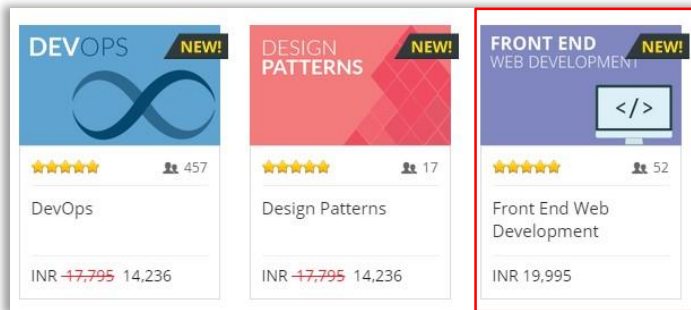 DEVOPS
NEW!
457
DevOps
INR 17,795 14,236
DESIGN
PATTERNS
NEW!
17
Design Patterns
INR 17,795 14,236
FRONT END
WEB DEVELOPMENT
NEW!
</>
52
Front End Web
Development
INR 19,995